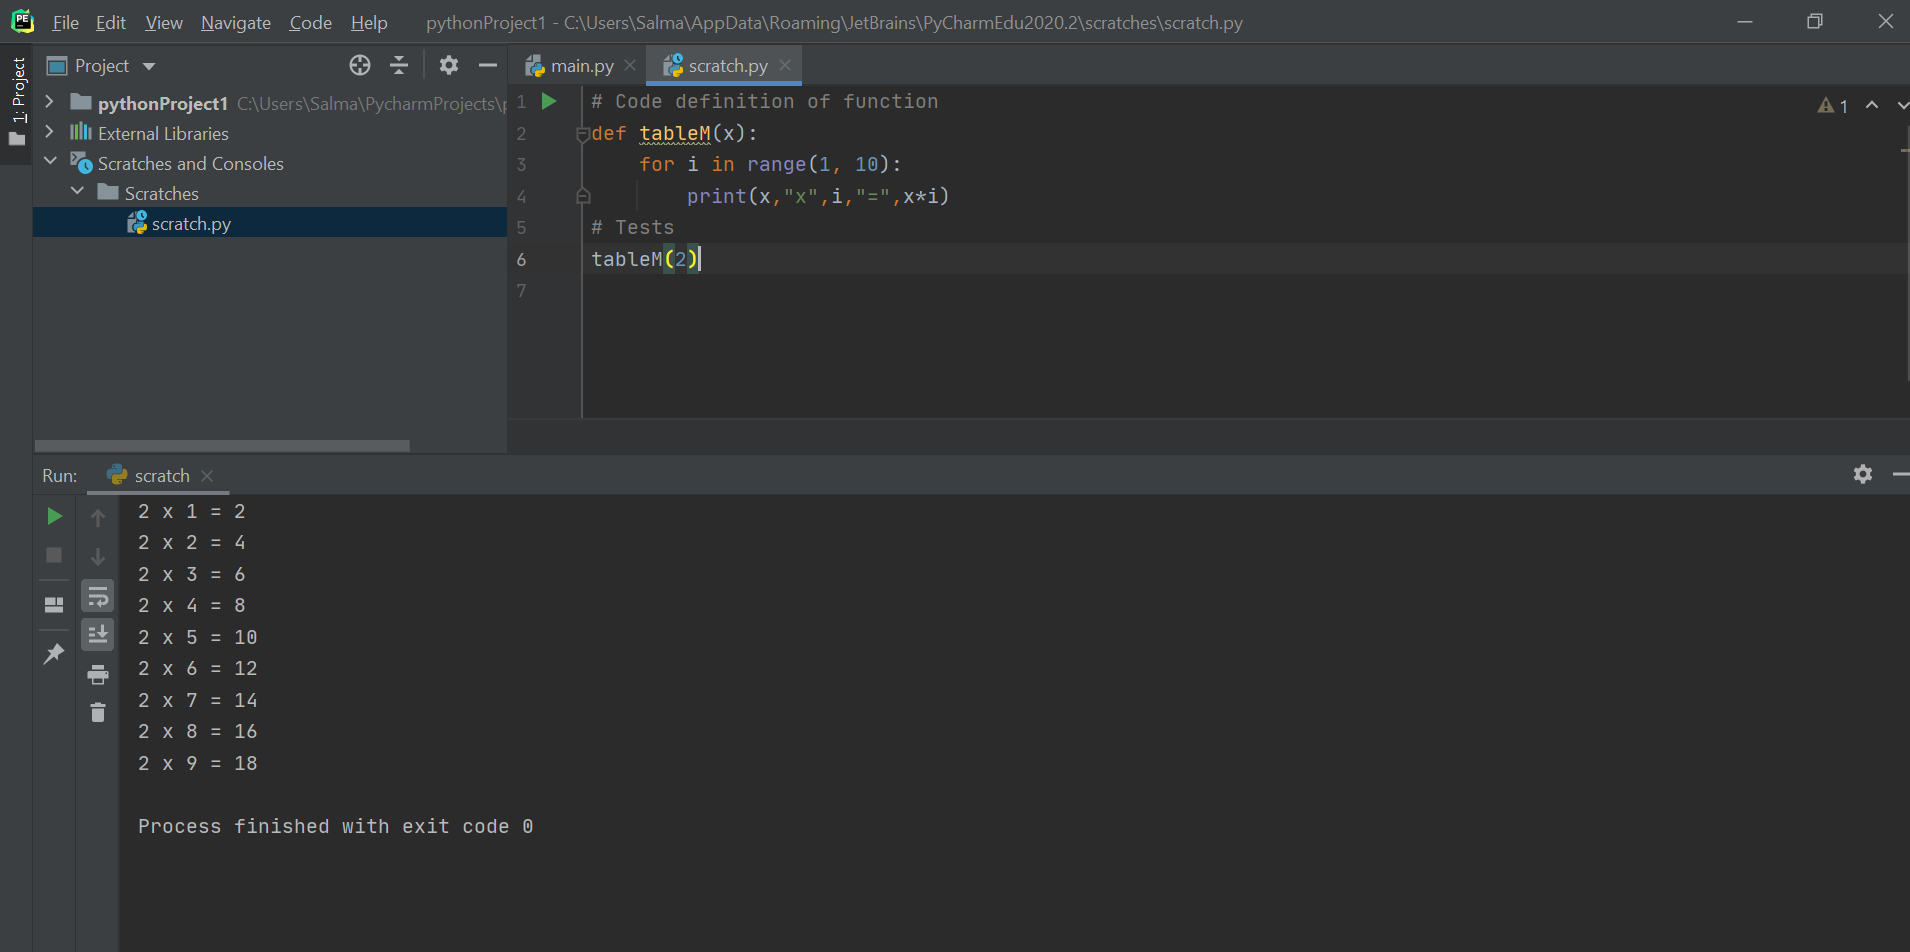 PE File Edit View Navigate Code Help pythonProject1 - C:\Users\Salma\AppData\Roaming\JetBrains\PyCharmEdu2020.2\scratches\scratch.py
1: Project
Project
pythonProject1 C:\Users\Salma\PycharmProjects\
External Libraries
Scratches and Consoles
Scratches
scratch.py
main.py scratch.py
1 # Code definition of function
2 def tableM(x):
3     for i in range(1, 10):
4         print(x,"x",i,"=",x*i)
5 # Tests
6 tableM(2)
7
1
Run: scratch
2 x 1 = 2
2 x 2 = 4
2 x 3 = 6
2 x 4 = 8
2 x 5 = 10
2 x 6 = 12
2 x 7 = 14
2 x 8 = 16
2 x 9 = 18
Process finished with exit code 0